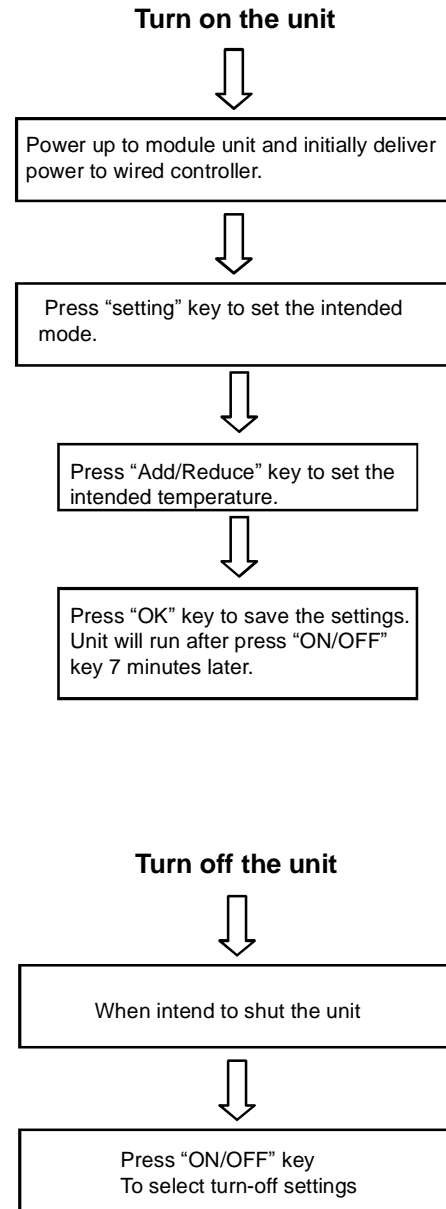 Turn on the unit
Power up to module unit and initially deliver
power to wired controller.
Press “setting” key to set the intended
mode.
Press “Add/Reduce” key to set the
intended temperature.
Press “OK” key to save the settings.
Unit will run after press “ON/OFF”
key 7 minutes later.
Turn off the unit
When intend to shut the unit
Press “ON/OFF” key
To select turn-off settings